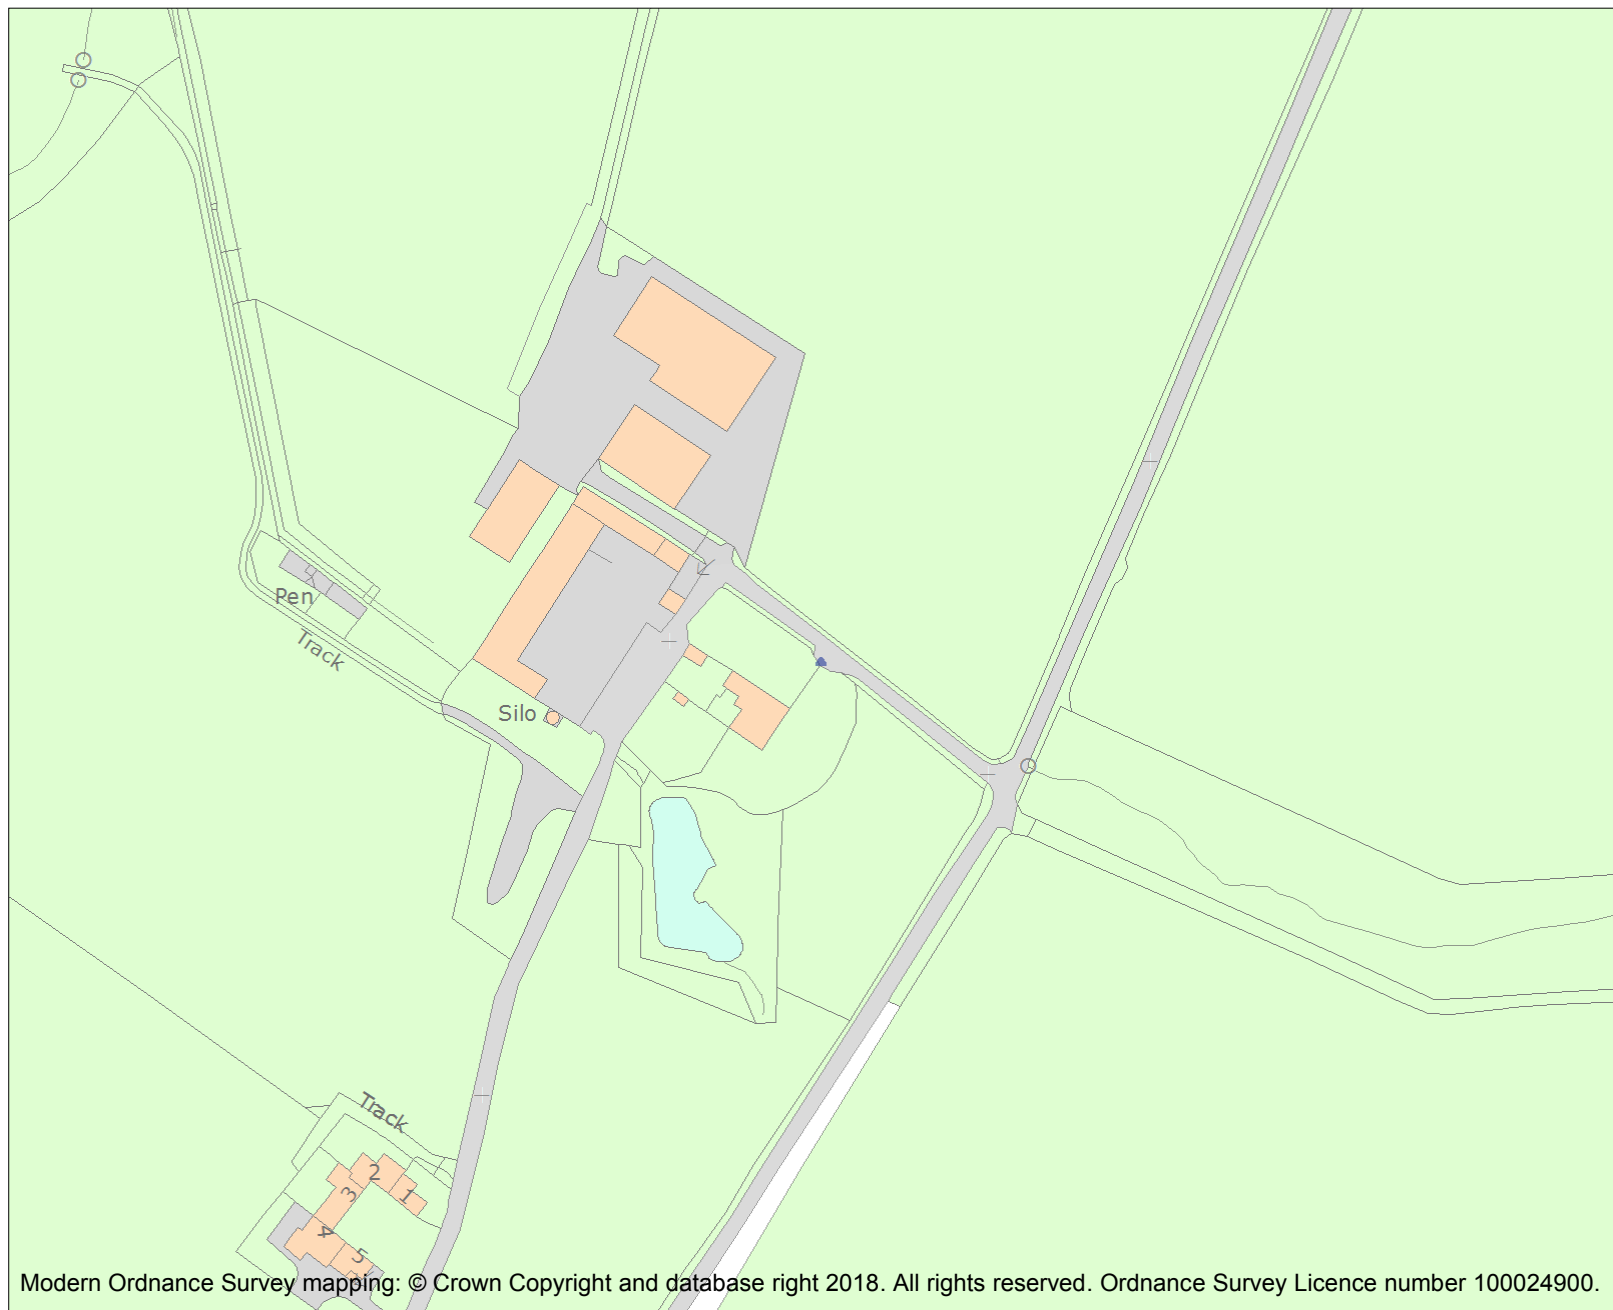 Pen
Track
Silo
Track
2
1
3
4
5
Modern Ordnance Survey mapping: © Crown Copyright and database right 2018. All rights reserved. Ordnance Survey Licence number 100024900.